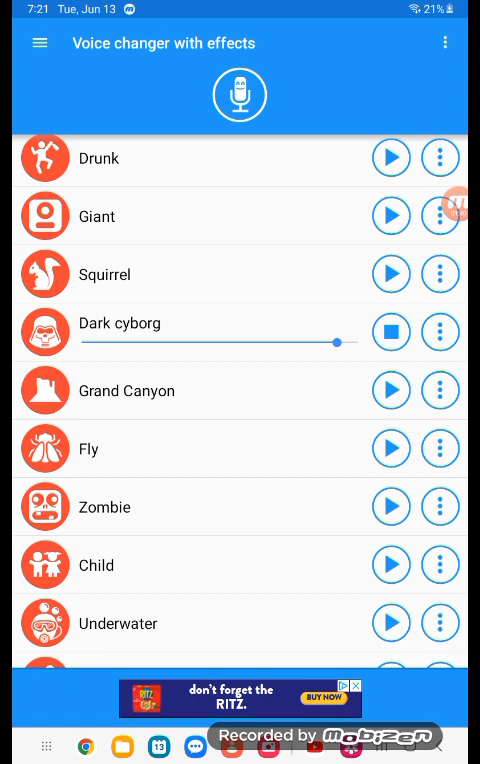 7:21 Tue, Jun 13 21%
Voice changer with effects
Drunk
Giant
Squirrel
Dark cyborg
Grand Canyon
Fly
Zombie
Child
Underwater
RITZ
don't forget the
RITZ.
BUY NOW
Recorded by Mobizen
13